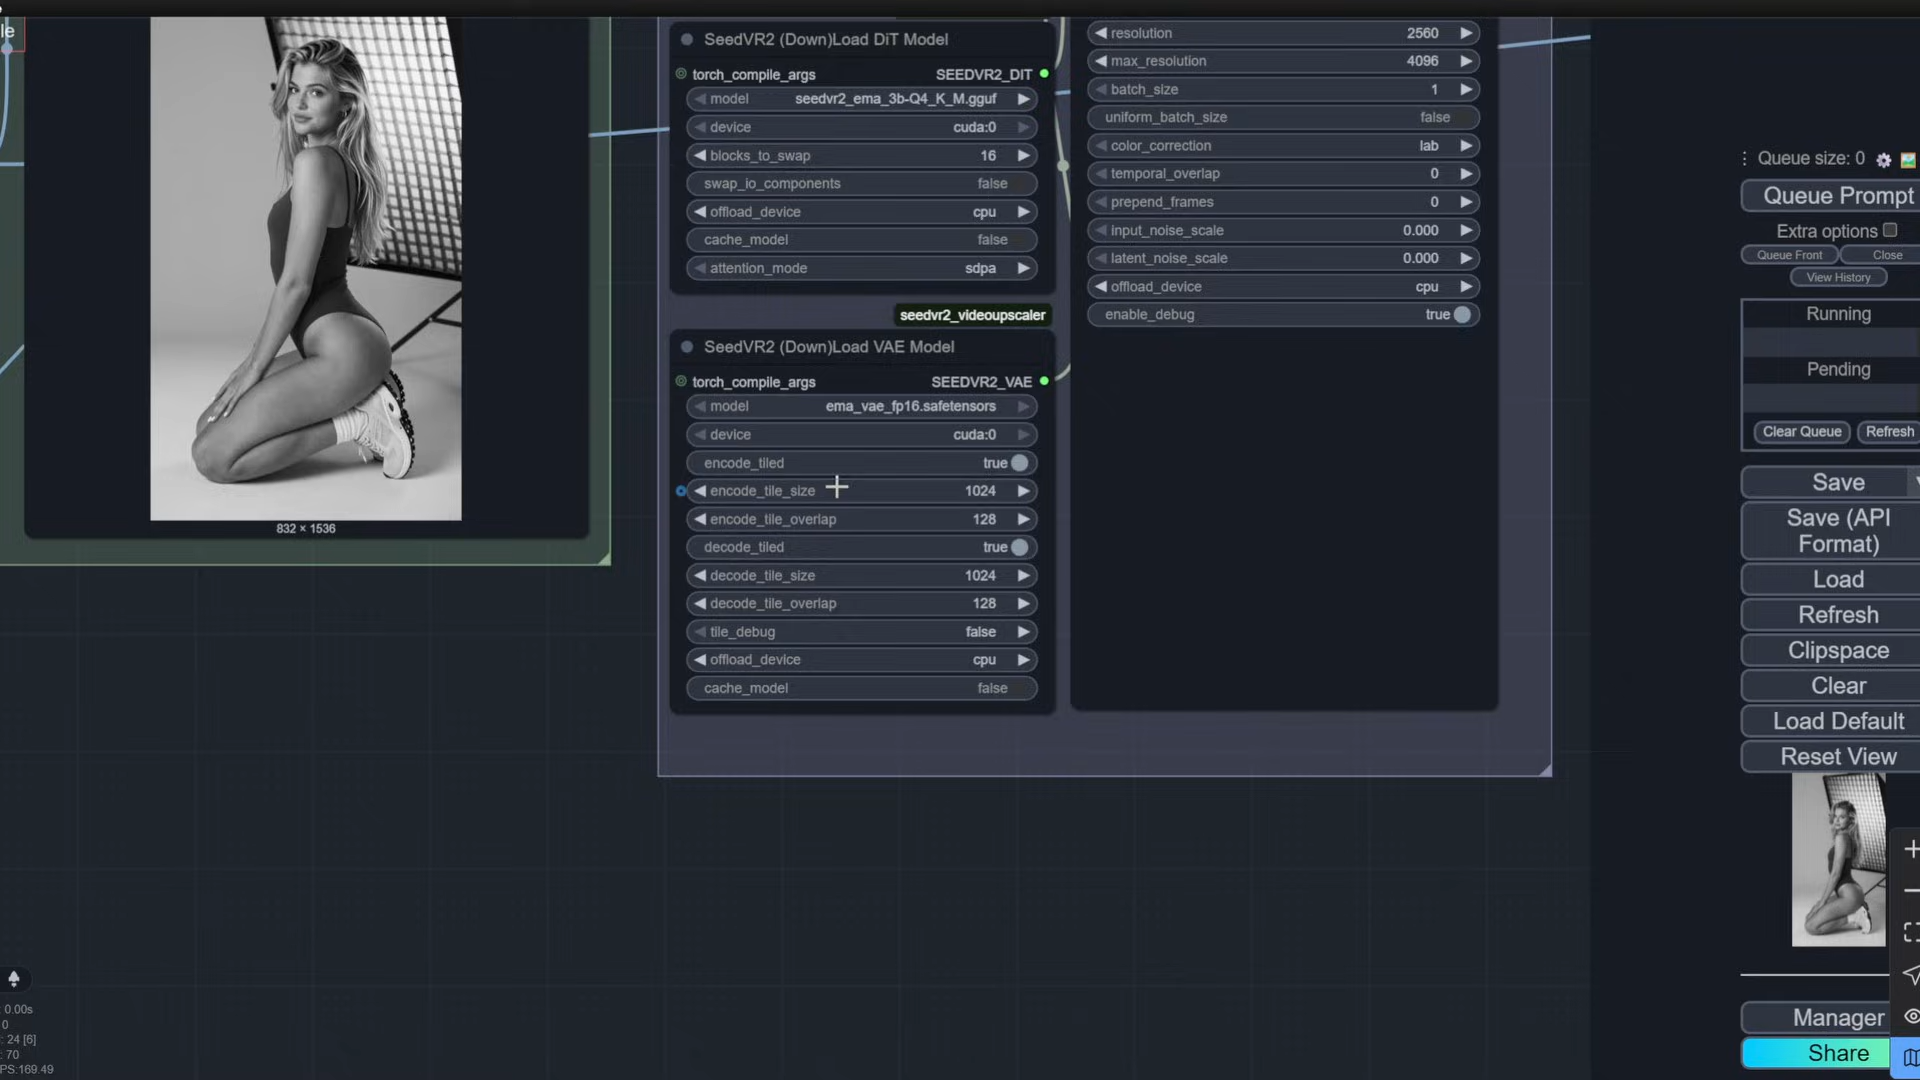 le
832 × 1536
SeedVR2 (Down)Load DiT Model
torch_compile_args SEEDVR2_DIT
model seedvr2_ema_3b-Q4_K_M.gguf
device cuda:0
blocks_to_swap 16
swap_io_components false
offload_device cpu
cache_model false
attention_mode sdpa
seedvr2_videoupscaler
SeedVR2 (Down)Load VAE Model
torch_compile_args SEEDVR2_VAE
model ema_vae_fp16.safetensors
device cuda:0
encode_tiled true
encode_tile_size 1024
encode_tile_overlap 128
decode_tiled true
decode_tile_size 1024
decode_tile_overlap 128
tile_debug false
offload_device cpu
cache_model false
resolution 2560
max_resolution 4096
batch_size 1
uniform_batch_size false
color_correction lab
temporal_overlap 0
prepend_frames 0
input_noise_scale 0.000
latent_noise_scale 0.000
offload_device cpu
enable_debug true
Queue size: 0
Queue Prompt
Extra options
Queue Front Close
View History
Running
Pending
Clear Queue Refresh
Save
Save (API
Format)
Load
Refresh
Clipspace
Clear
Load Default
Reset View
Manager
Share
: 0.00s
0
: 24 [6]
: 70
PS:169.49